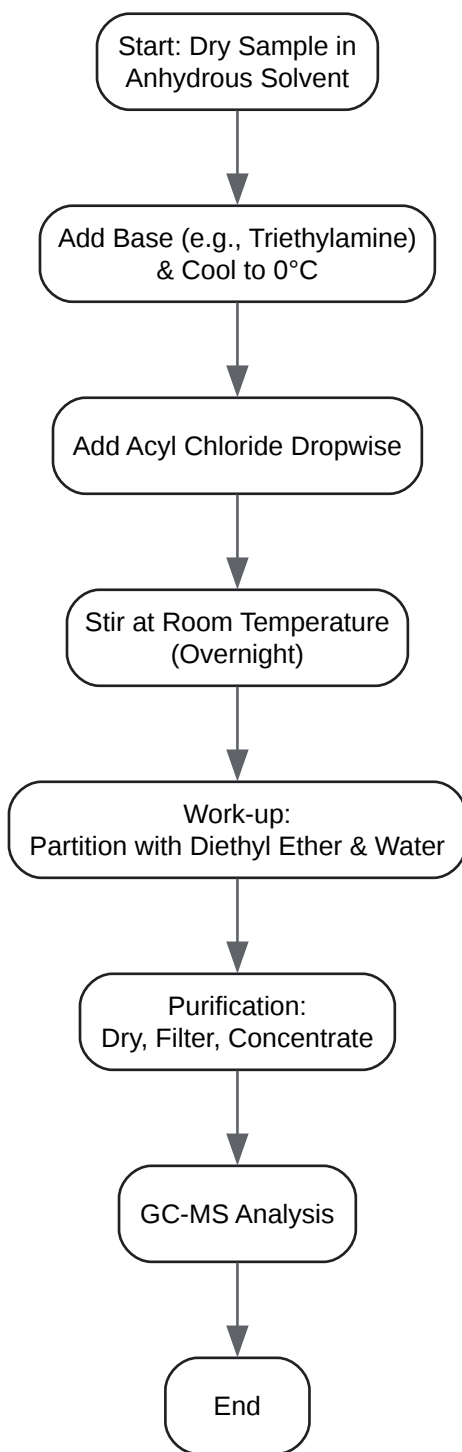 Start: Dry Sample in
Anhydrous Solvent
Add Base (e.g., Triethylamine)
& Cool to 0°C
Add Acyl Chloride Dropwise
Stir at Room Temperature
(Overnight)
Work-up:
Partition with Diethyl Ether & Water
Purification:
Dry, Filter, Concentrate
GC-MS Analysis
End